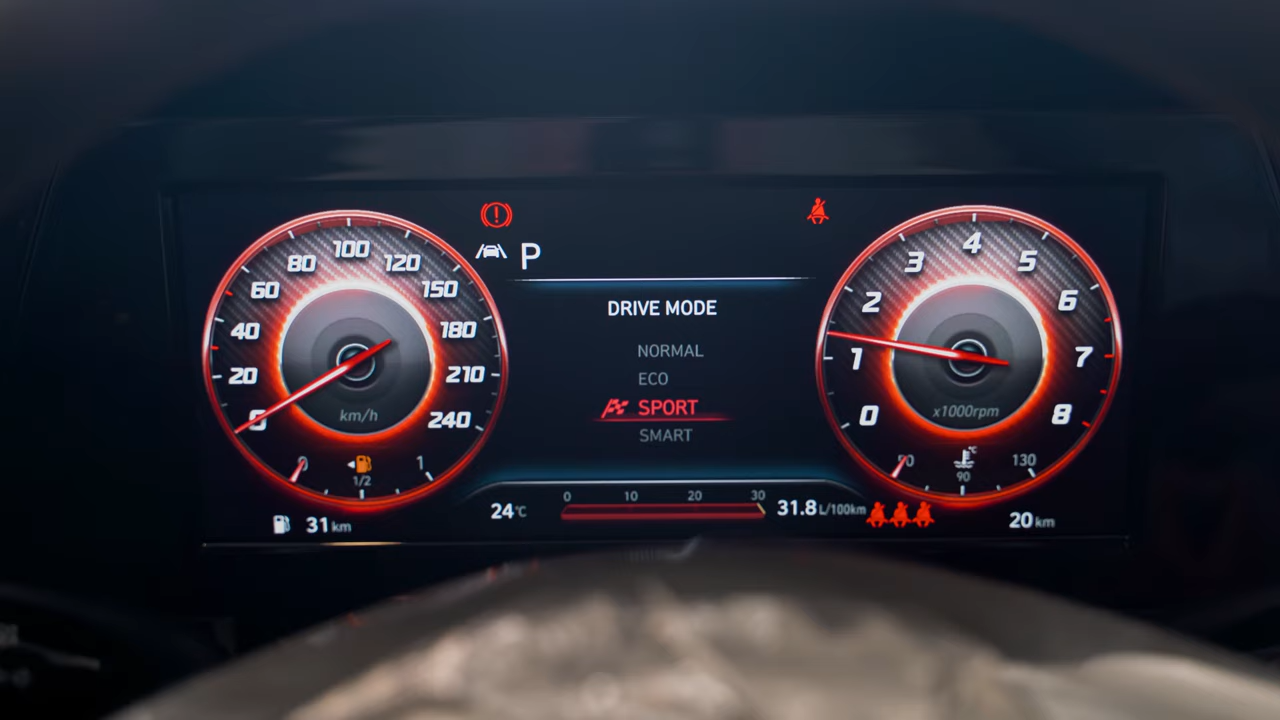 P
DRIVE MODE
NORMAL
ECO
SPORT
SMART
0 20 40 60 80 100 120 150 180 210 240
km/h
0 1/2 1
31 km
24°C
0 10 20 30
31.8 L/100km
0 1 2 3 4 5 6 7 8
x1000rpm
°C
90 130
20 km